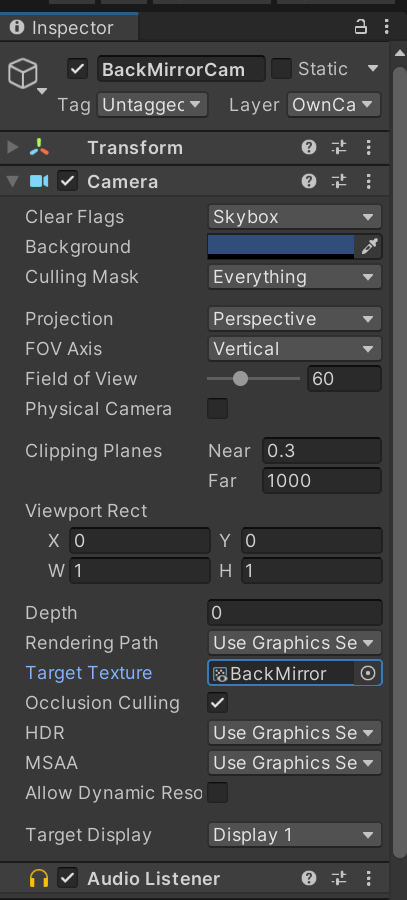 Inspector
BackMirrorCam Static
Tag Untagged Layer OwnCa
Transform
Camera
Clear Flags Skybox
Background
Culling Mask Everything
Projection Perspective
FOV Axis Vertical
Field of View 60
Physical Camera
Clipping Planes Near 0.3
Far 1000
Viewport Rect
X 0 Y 0
W 1 H 1
Depth 0
Rendering Path Use Graphics Se
Target Texture BackMirror
Occlusion Culling
HDR Use Graphics Se
MSAA Use Graphics Se
Allow Dynamic Reso
Target Display Display 1
Audio Listener